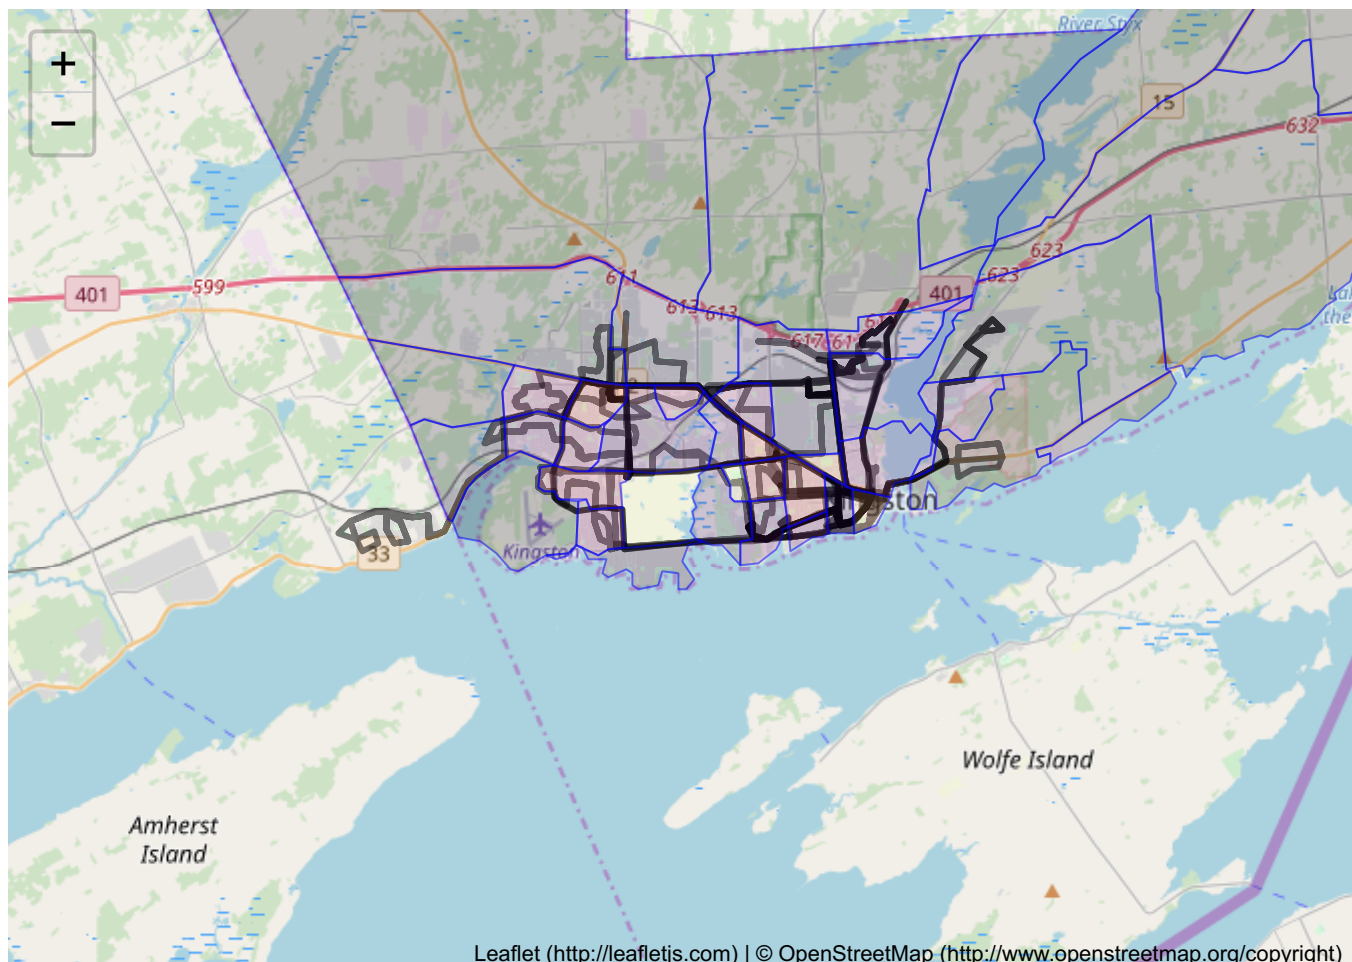 River Styx
+
−
15
632
401
599
611
613
613
623
623
401
617
Kingston
Kingston
33
Wolfe Island
Amherst
Island
Leaflet (http://leafletjs.com) | © OpenStreetMap (http://www.openstreetmap.org/copyright)